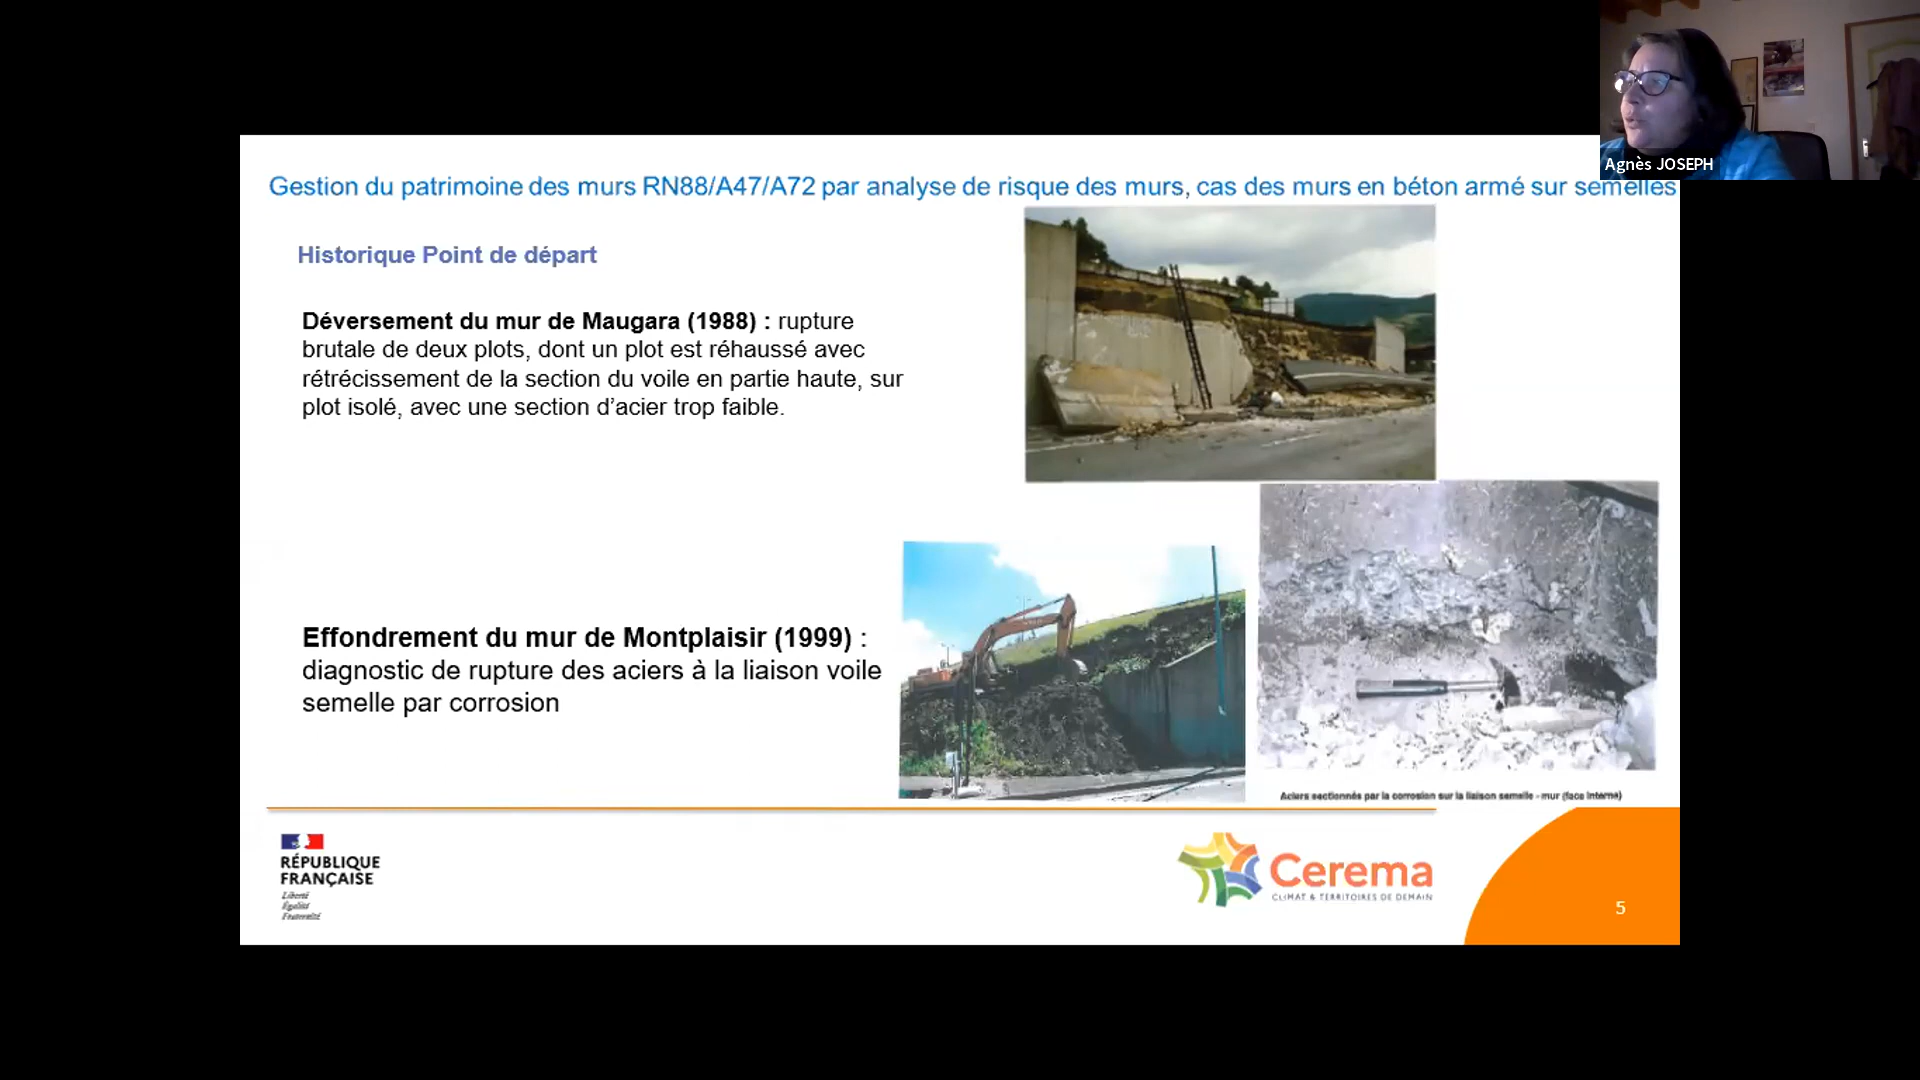 Agnès JOSEPH
Gestion du patrimoine des murs RN88/A47/A72 par analyse de risque des murs, cas des murs en béton armé sur semelles
Historique Point de départ
Déversement du mur de Maugara (1988) : rupture
brutale de deux plots, dont un plot est réhaussé avec
rétrécissement de la section du voile en partie haute, sur
plot isolé, avec une section d’acier trop faible.
Effondrement du mur de Montplaisir (1999) :
diagnostic de rupture des aciers à la liaison voile
semelle par corrosion
Aciers sectionnés par la corrosion sur la liaison semelle - mur (face interne)
RÉPUBLIQUE
FRANÇAISE
Liberté
Égalité
Fraternité
Cerema
CLIMAT & TERRITOIRES DE DEMAIN
5